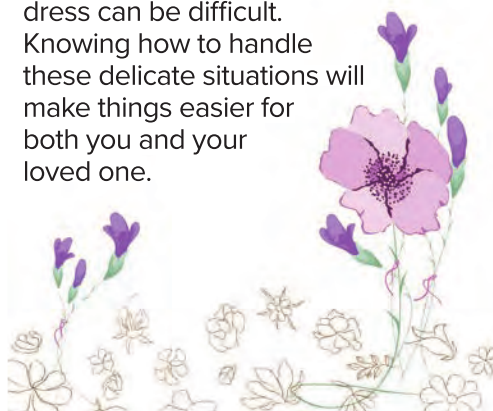 dress can be difficult.
Knowing how to handle
these delicate situations will
make things easier for
both you and your
loved one.